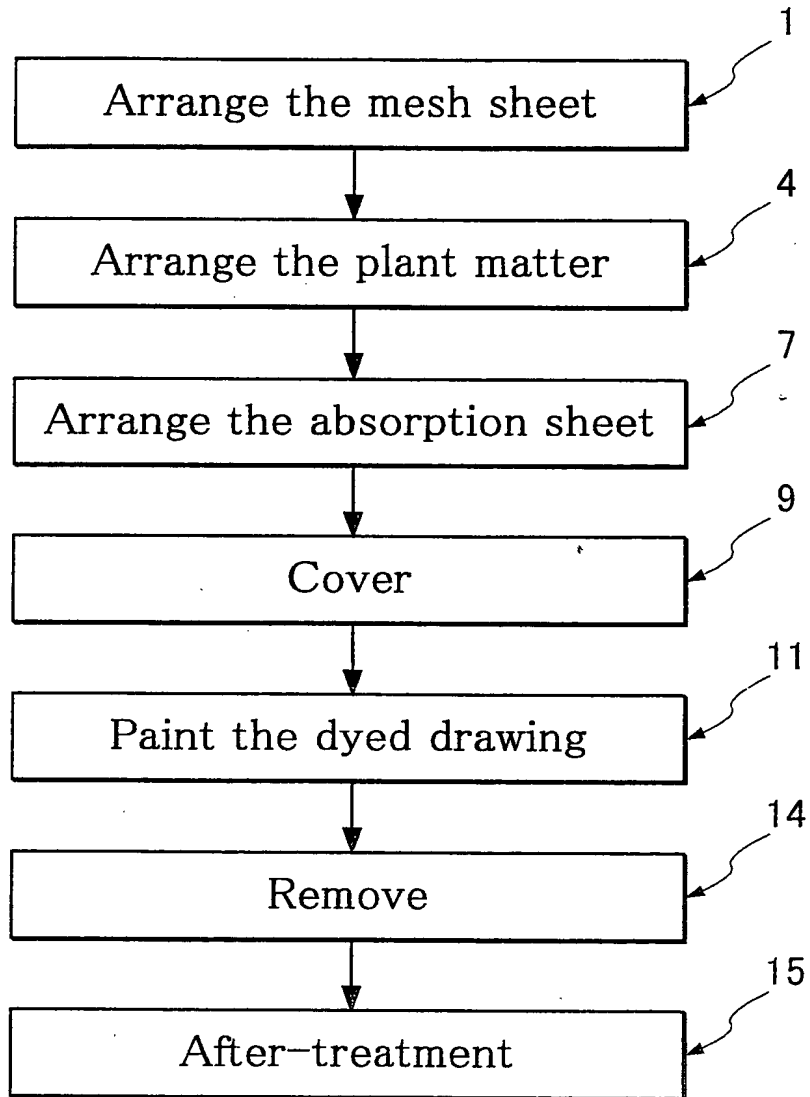 1
Arrange the mesh sheet
4
Arrange the plant matter
7
Arrange the absorption sheet
9
Cover
11
Paint the dyed drawing
14
Remove
15
After-treatment